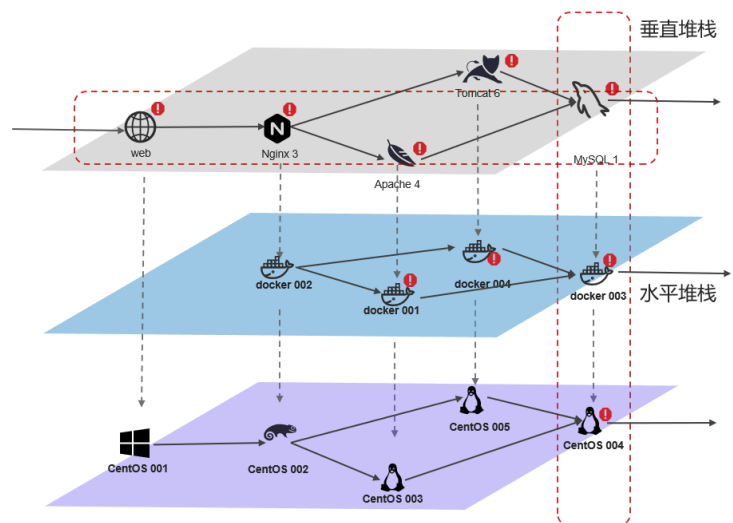 垂直堆栈
Tomcat 6
web
Nginx 3
Apache 4
MySQL 1
docker 002
docker 004
docker 001
docker 003
水平堆栈
CentOS 005
CentOS 001
CentOS 002
CentOS 004
CentOS 003